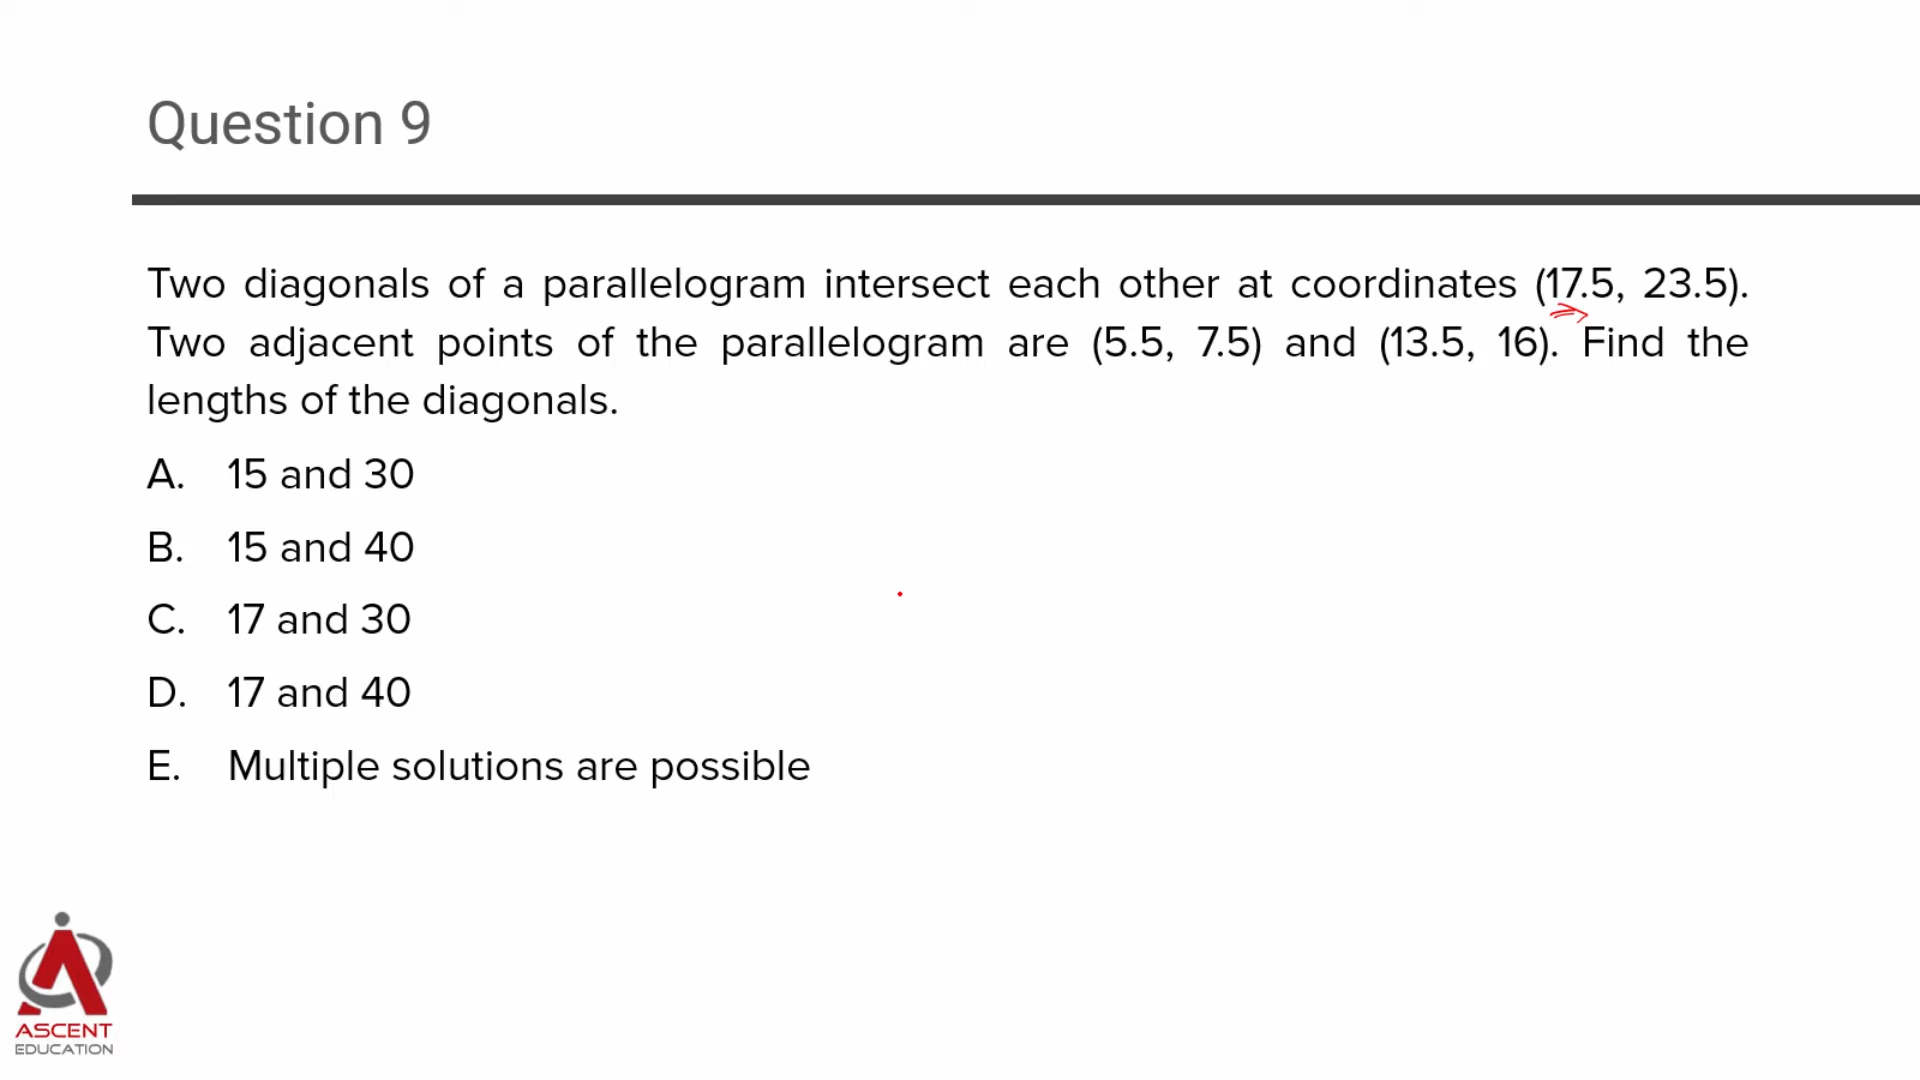 Question 9
Two diagonals of a parallelogram intersect each other at coordinates (17.5, 23.5).
Two adjacent points of the parallelogram are (5.5, 7.5) and (13.5, 16). Find the
lengths of the diagonals.
A. 15 and 30
B. 15 and 40
C. 17 and 30
D. 17 and 40
E. Multiple solutions are possible
ASCENT
EDUCATION